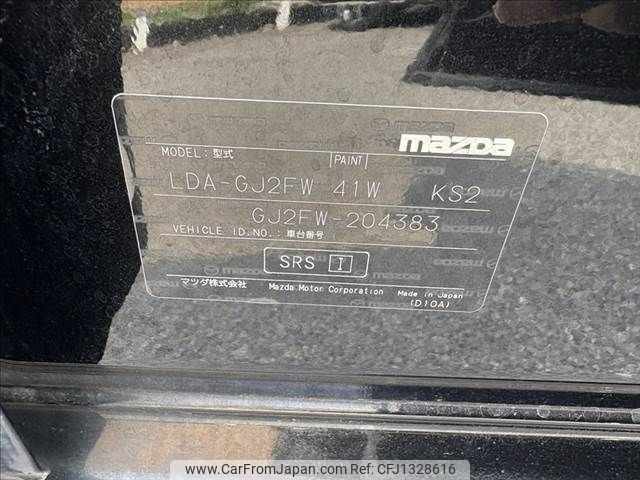 mazda
MODEL: 型式 PAINT
LDA-GJ2FW 41W KS2
GJ2FW-204383
VEHICLE ID.NO.: 車台番号
SRS I
マツダ株式会社 Mazda Motor Corporation Made in Japan
(D10A)
www.CarFromJapan.com Ref:No. CFJ1328616